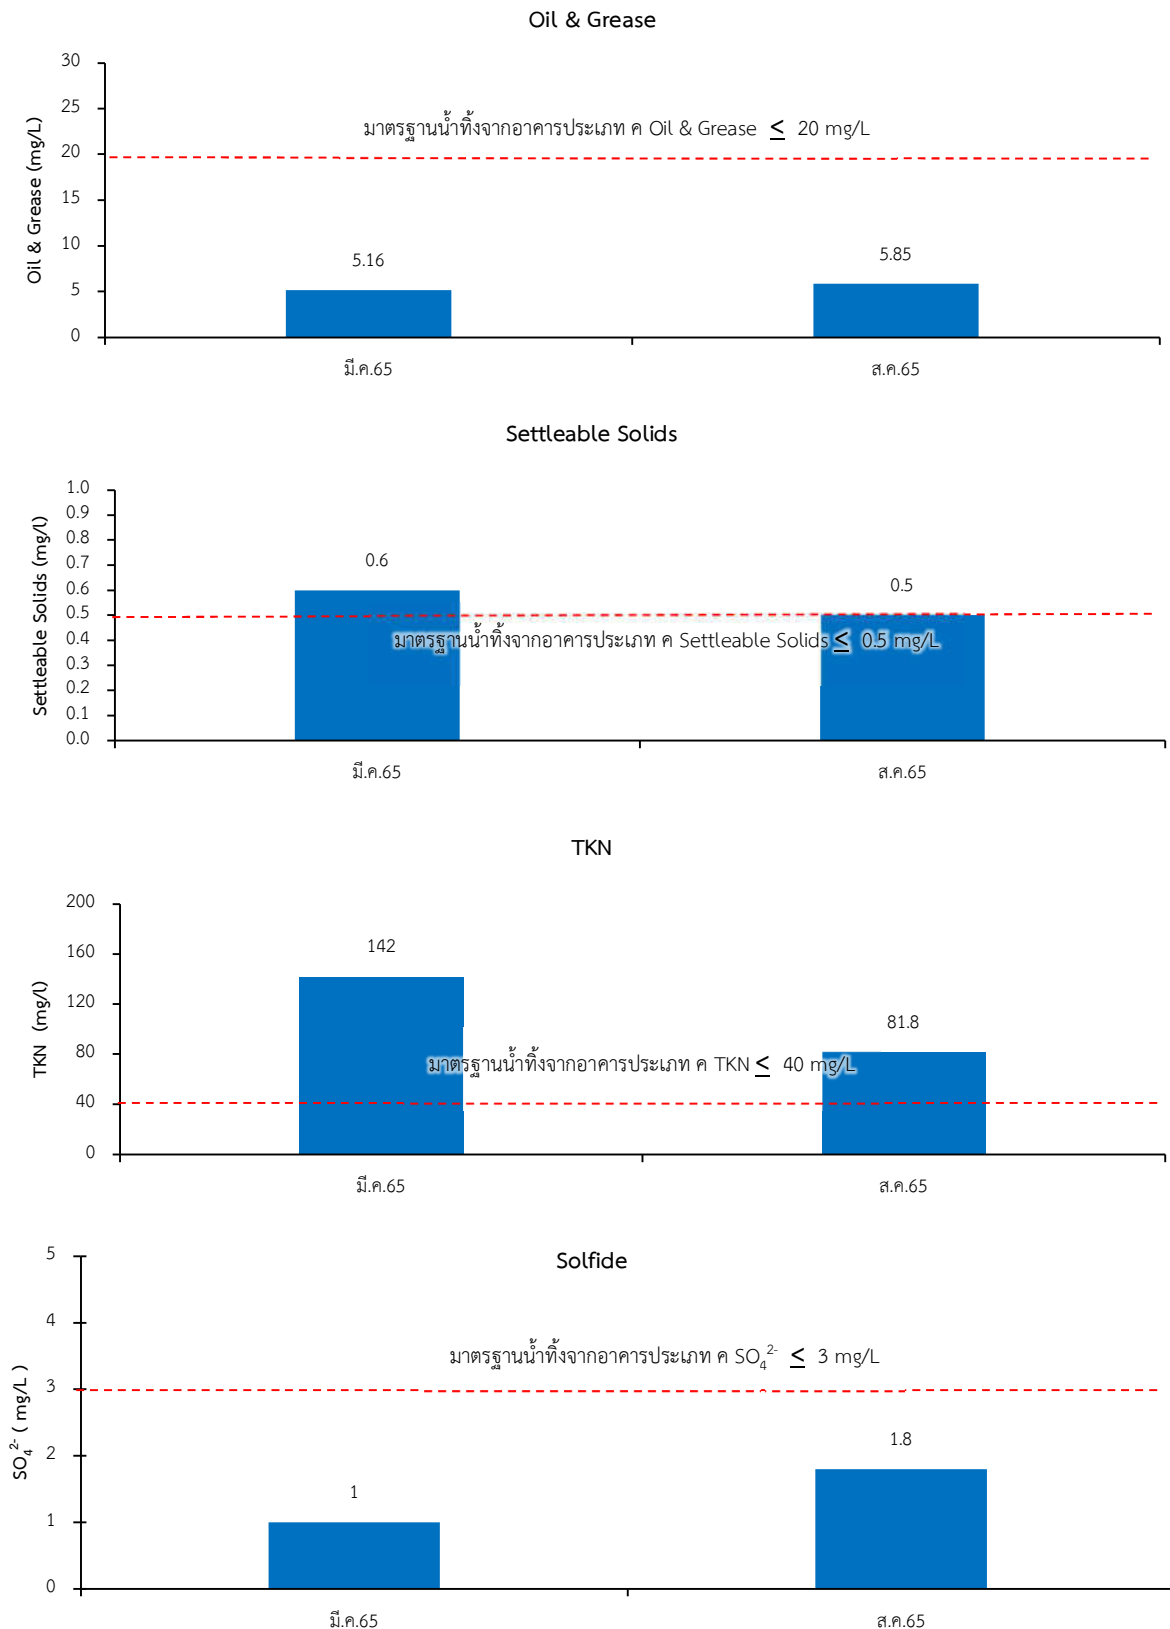 Oil & Grease
Oil & Grease (mg/L)
30
25
20
15
10
5
0
มาตรฐานน้ำทิ้งจากอาคารประเภท ค Oil & Grease ≤ 20 mg/L
5.16
5.85
มี.ค.65
ส.ค.65
Settleable Solids
Settleable Solids (mg/l)
1.0
0.9
0.8
0.7
0.6
0.5
0.4
0.3
0.2
0.1
0.0
0.6
0.5
มาตรฐานน้ำทิ้งจากอาคารประเภท ค Settleable Solids ≤ 0.5 mg/L
มี.ค.65
ส.ค.65
TKN
TKN (mg/l)
200
160
120
80
40
0
142
81.8
มาตรฐานน้ำทิ้งจากอาคารประเภท ค TKN ≤ 40 mg/L
มี.ค.65
ส.ค.65
Solfide
SO₄²⁻ ( mg/L )
5
4
3
2
1
0
มาตรฐานน้ำทิ้งจากอาคารประเภท ค SO₄²⁻ ≤ 3 mg/L
1
1.8
มี.ค.65
ส.ค.65